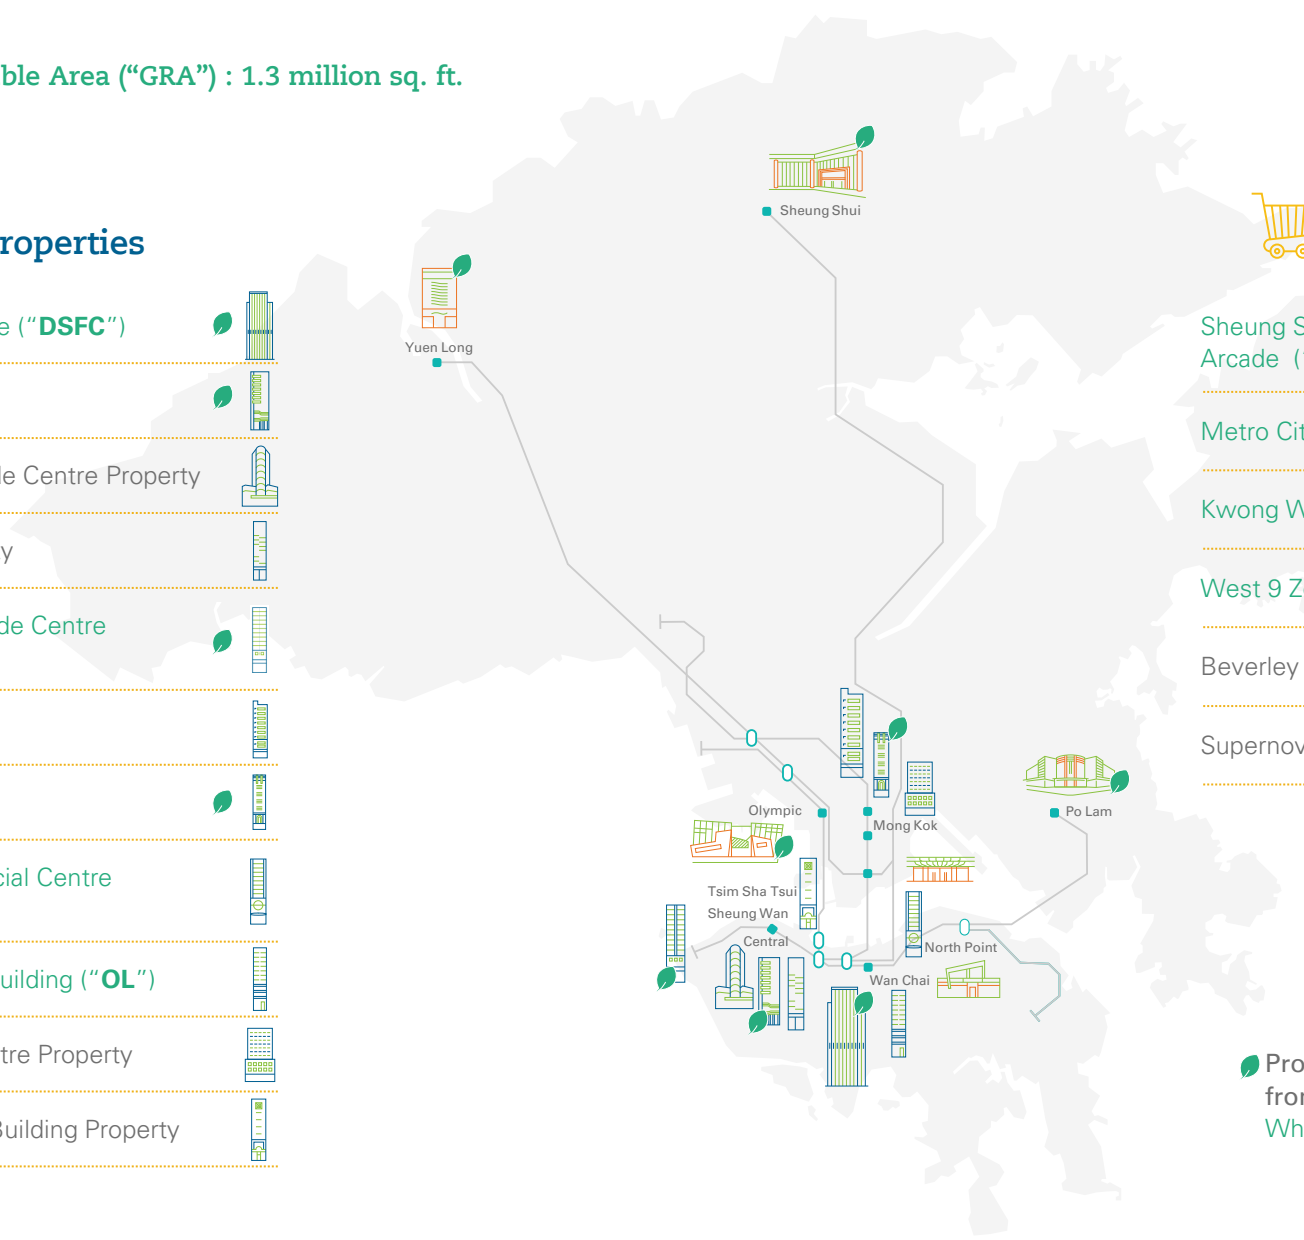 ble Area (“GRA”) : 1.3 million sq. ft.
roperties
e (“DSFC”)
le Centre Property
y
de Centre
cial Centre
uilding (“OL”)
tre Property
Building Property
Sheung Shui
Yuen Long
Olympic
Mong Kok
Po Lam
Tsim Sha Tsui
Sheung Wan
Central
North Point
Wan Chai
Sheung S
Arcade (
Metro Cit
Kwong W
West 9 Z
Beverley
Supernov
Pro
fro
Wh